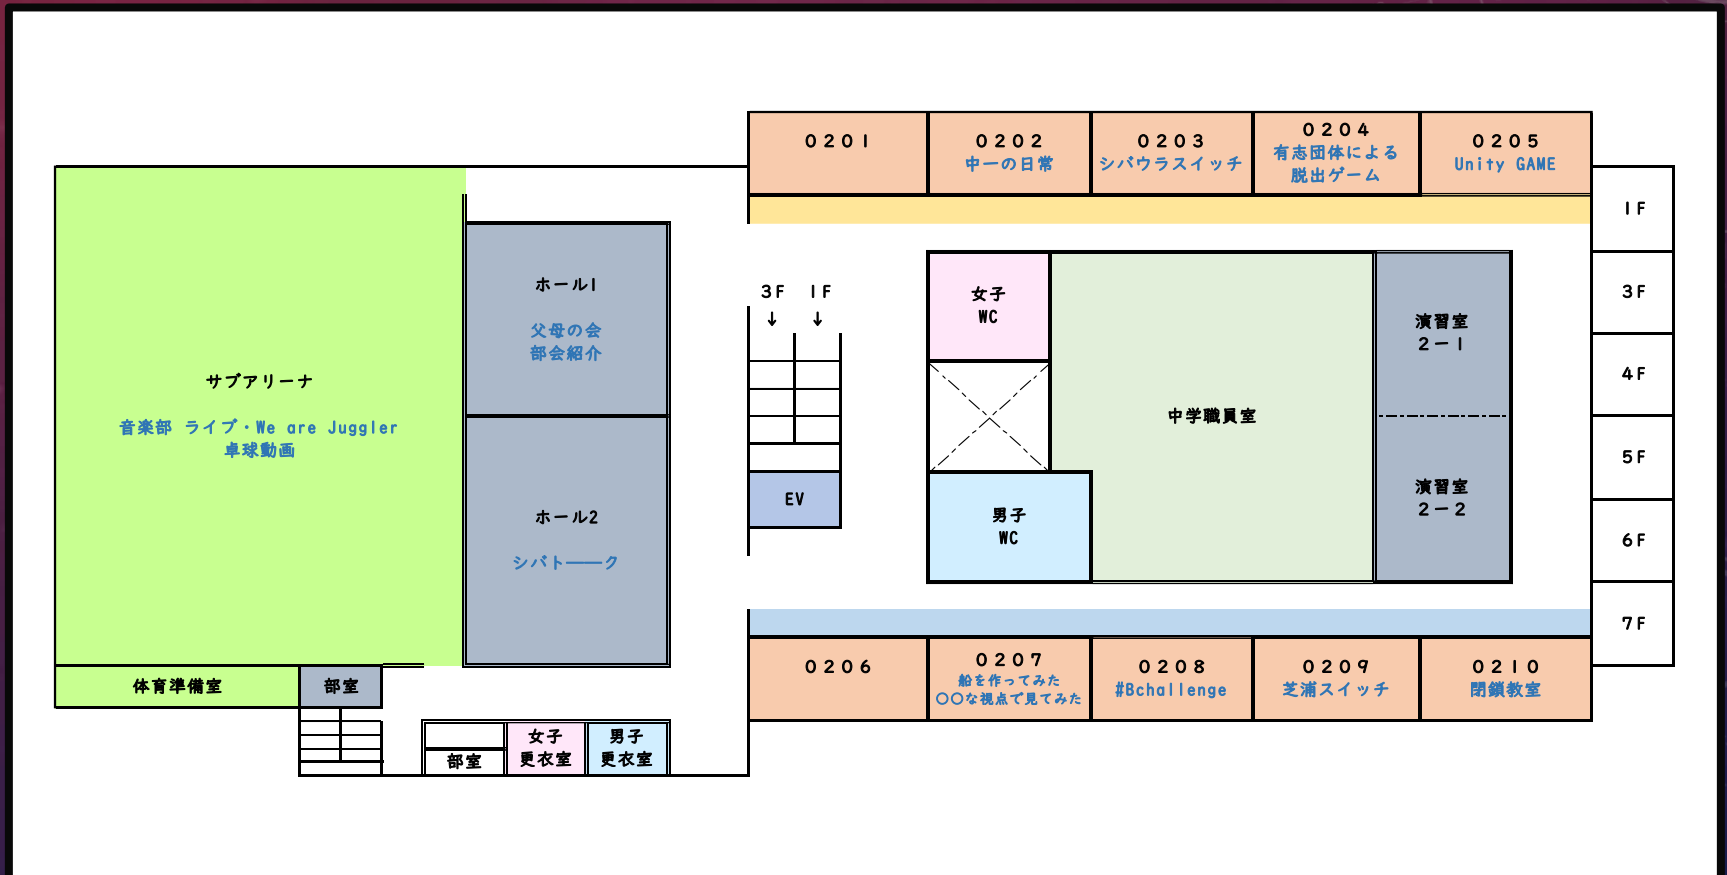 0201
0202
中一の日常
0203
シバウラスイッチ
0204
有志団体による
脱出ゲーム
0205
Unity GAME
1F
3F
4F
5F
6F
7F
ホール1
父母の会
部会紹介
サブアリーナ
音楽部 ライブ・We are Juggler
卓球動画
ホール2
シバト――ク
3F 1F
↓ ↓
EV
女子
WC
男子
WC
中学職員室
演習室
2-1
演習室
2-2
0206
0207
船を作ってみた
〇〇な視点で見てみた
0208
#Bchallenge
0209
芝浦スイッチ
0210
閉鎖教室
体育準備室
部室
部室
女子
更衣室
男子
更衣室